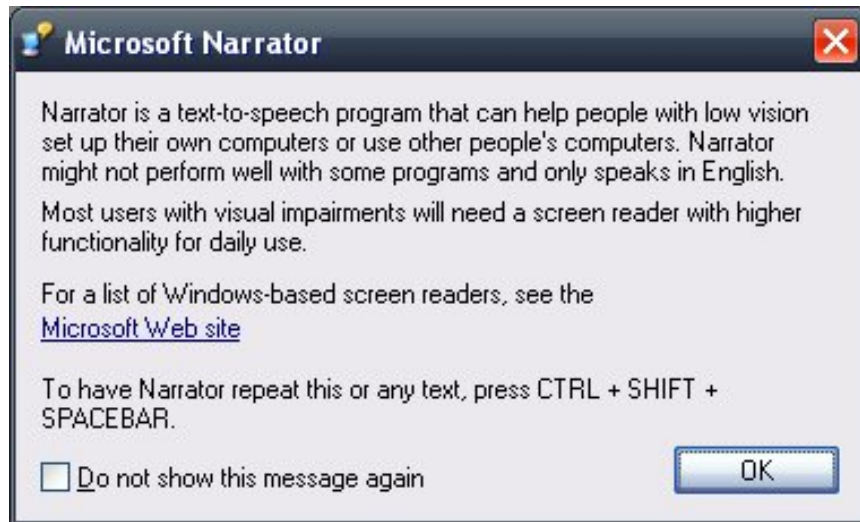 Microsoft Narrator
Narrator is a text-to-speech program that can help people with low vision
set up their own computers or use other people's computers. Narrator
might not perform well with some programs and only speaks in English.
Most users with visual impairments will need a screen reader with higher
functionality for daily use.
For a list of Windows-based screen readers, see the
Microsoft Web site
To have Narrator repeat this or any text, press CTRL + SHIFT +
SPACEBAR.
Do not show this message again
OK